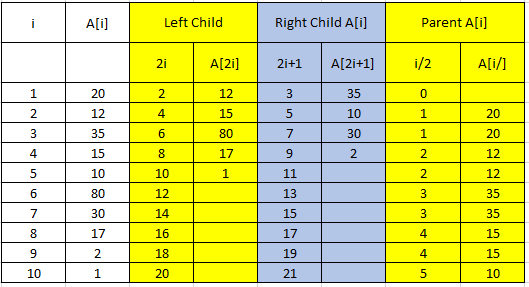 i A[i] Left Child Right Child A[i] Parent A[i]
2i A[2i] 2i+1 A[2i+1] i/2 A[i/]
1 20 2 12 3 35 0
2 12 4 15 5 10 1 20
3 35 6 80 7 30 1 20
4 15 8 17 9 2 2 12
5 10 10 1 11 2 12
6 80 12 13 3 35
7 30 14 15 3 35
8 17 16 17 4 15
9 2 18 19 4 15
10 1 20 21 5 10